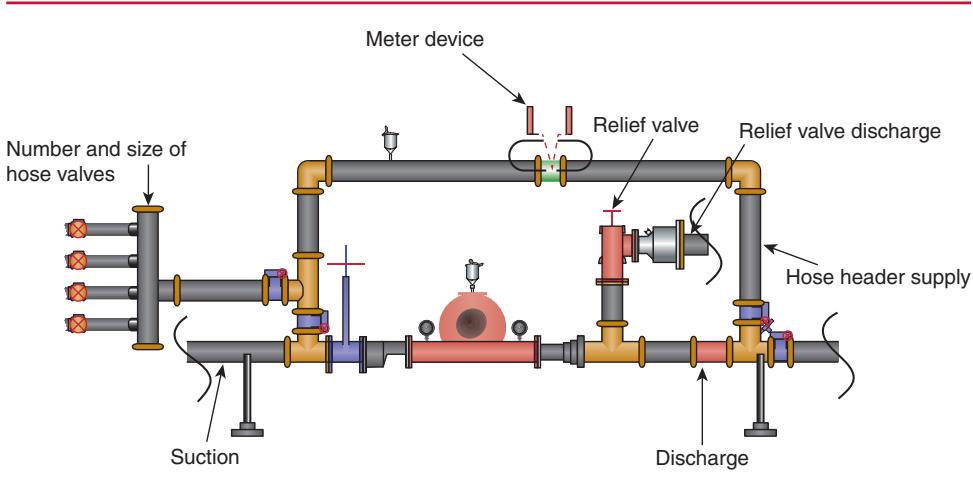 Meter device
Relief valve
Relief valve discharge
Number and size of
hose valves
Hose header supply
Suction
Discharge